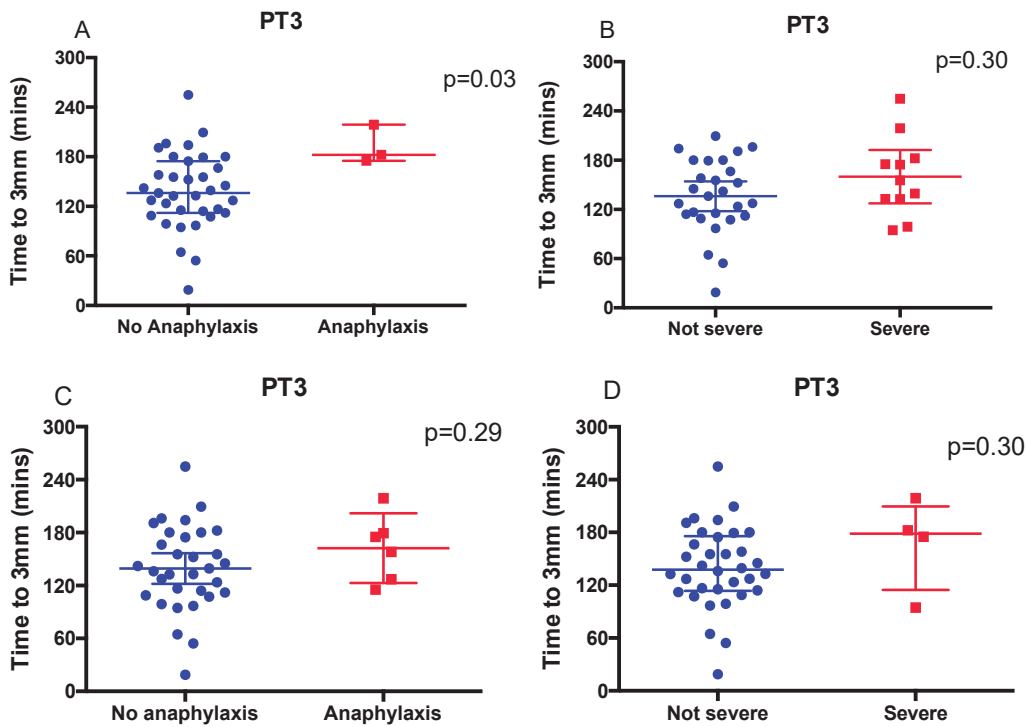 A
PT3
p=0.03
Time to 3mm (mins)
300
240
180
120
60
0
No Anaphylaxis
Anaphylaxis
B
PT3
p=0.30
Time to 3mm (mins)
300
240
180
120
60
0
Not severe
Severe
C
PT3
p=0.29
Time to 3mm (mins)
300
240
180
120
60
0
No anaphylaxis
Anaphylaxis
D
PT3
p=0.30
Time to 3mm (mins)
300
240
180
120
60
0
Not severe
Severe